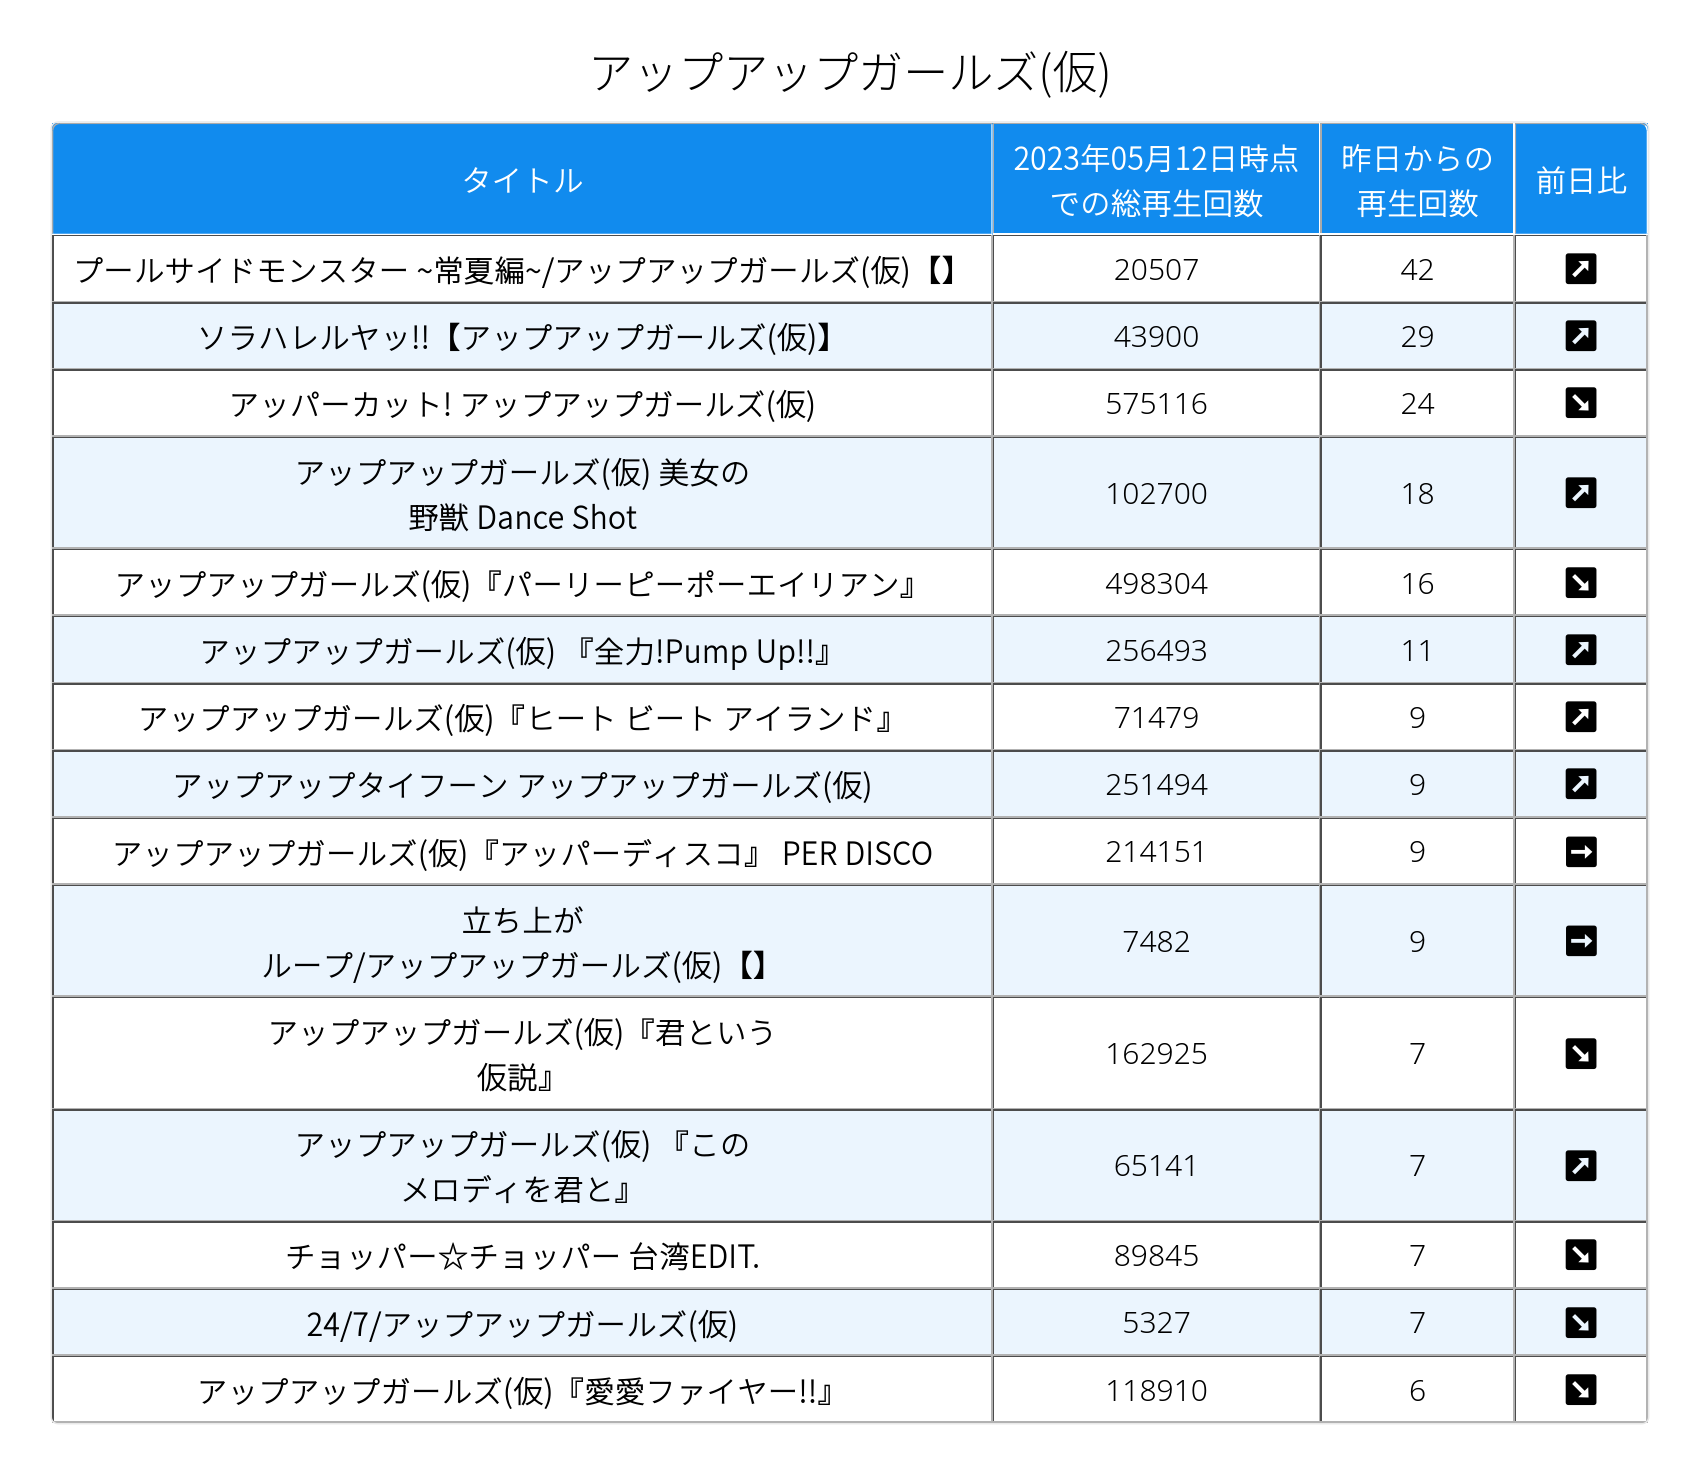 アップアップガールズ(仮)
タイトル
2023年05月12日時点
での総再生回数
昨日からの
再生回数
前日比
プールサイドモンスター ~常夏編~/アップアップガールズ(仮)【】 20507 42
ソラハレルヤッ!!【アップアップガールズ(仮)】 43900 29
アッパーカット! アップアップガールズ(仮) 575116 24
アップアップガールズ(仮) 美女の
野獣 Dance Shot
102700 18
アップアップガールズ(仮)『パーリーピーポーエイリアン』 498304 16
アップアップガールズ(仮) 『全力!Pump Up!!』 256493 11
アップアップガールズ(仮)『ヒート ビート アイランド』 71479 9
アップアップタイフーン アップアップガールズ(仮) 251494 9
アップアップガールズ(仮)『アッパーディスコ』 PER DISCO 214151 9
立ち上が
ループ/アップアップガールズ(仮)【】
7482 9
アップアップガールズ(仮)『君という
仮説』
162925 7
アップアップガールズ(仮) 『この
メロディを君と』
65141 7
チョッパー☆チョッパー 台湾EDIT. 89845 7
24/7/アップアップガールズ(仮) 5327 7
アップアップガールズ(仮)『愛愛ファイヤー!!』 118910 6